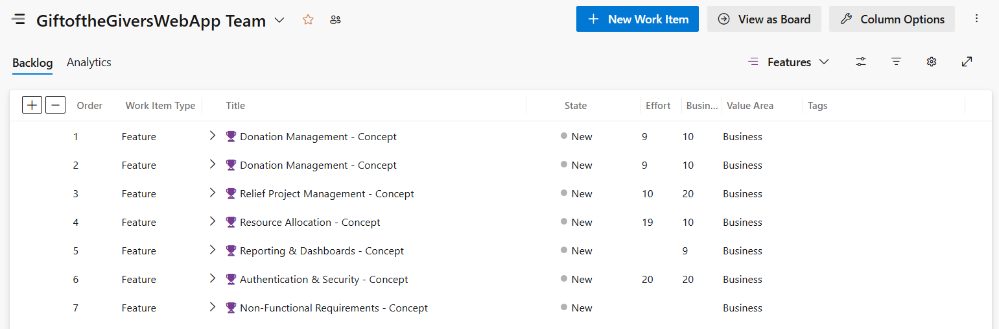 GiftoftheGiversWebApp Team
New Work Item View as Board Column Options
Backlog Analytics Features
Order Work Item Type Title State Effort Busin... Value Area Tags
1 Feature Donation Management - Concept New 9 10 Business
2 Feature Donation Management - Concept New 9 10 Business
3 Feature Relief Project Management - Concept New 10 20 Business
4 Feature Resource Allocation - Concept New 19 10 Business
5 Feature Reporting & Dashboards - Concept New 9 Business
6 Feature Authentication & Security - Concept New 20 20 Business
7 Feature Non-Functional Requirements - Concept New Business